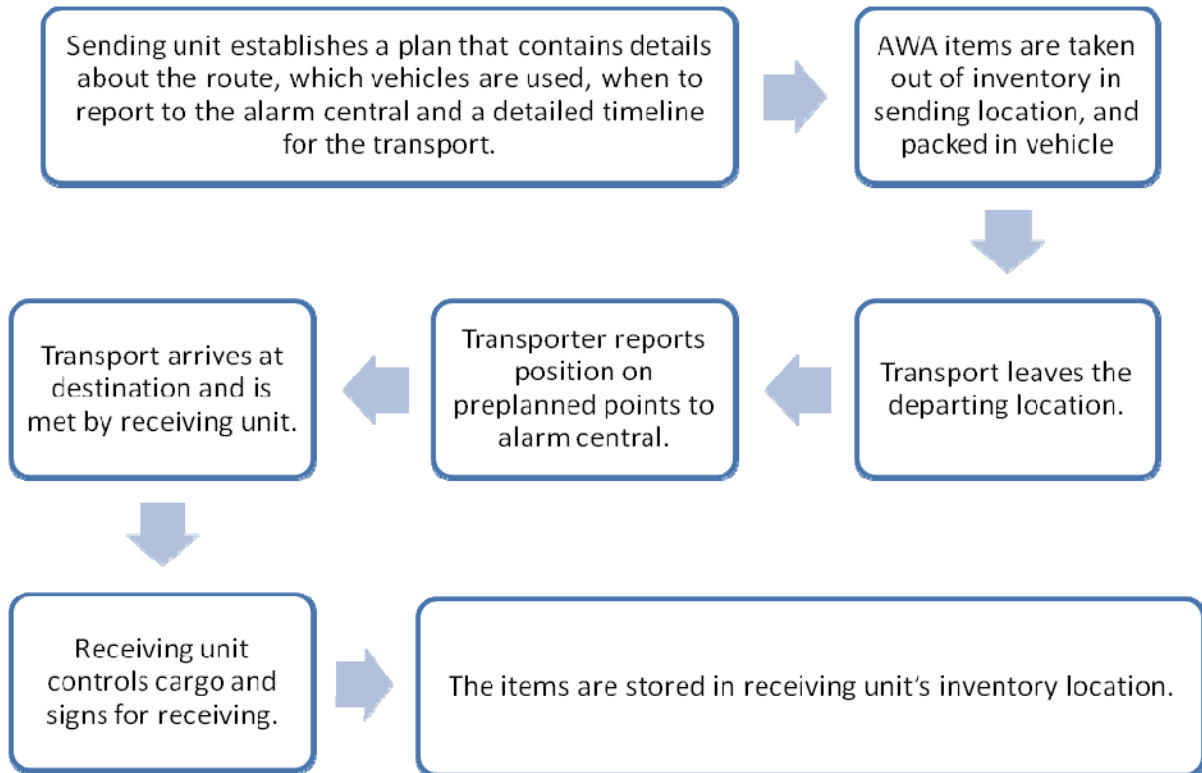 Sending unit establishes a plan that contains details
about the route, which vehicles are used, when to
report to the alarm central and a detailed timeline
for the transport.
AWA items are taken
out of inventory in
sending location, and
packed in vehicle
Transport leaves the
departing location.
Transporter reports
position on
preplanned points to
alarm central.
Transport arrives at
destination and is
met by receiving unit.
Receiving unit
controls cargo and
signs for receiving.
The items are stored in receiving unit's inventory location.